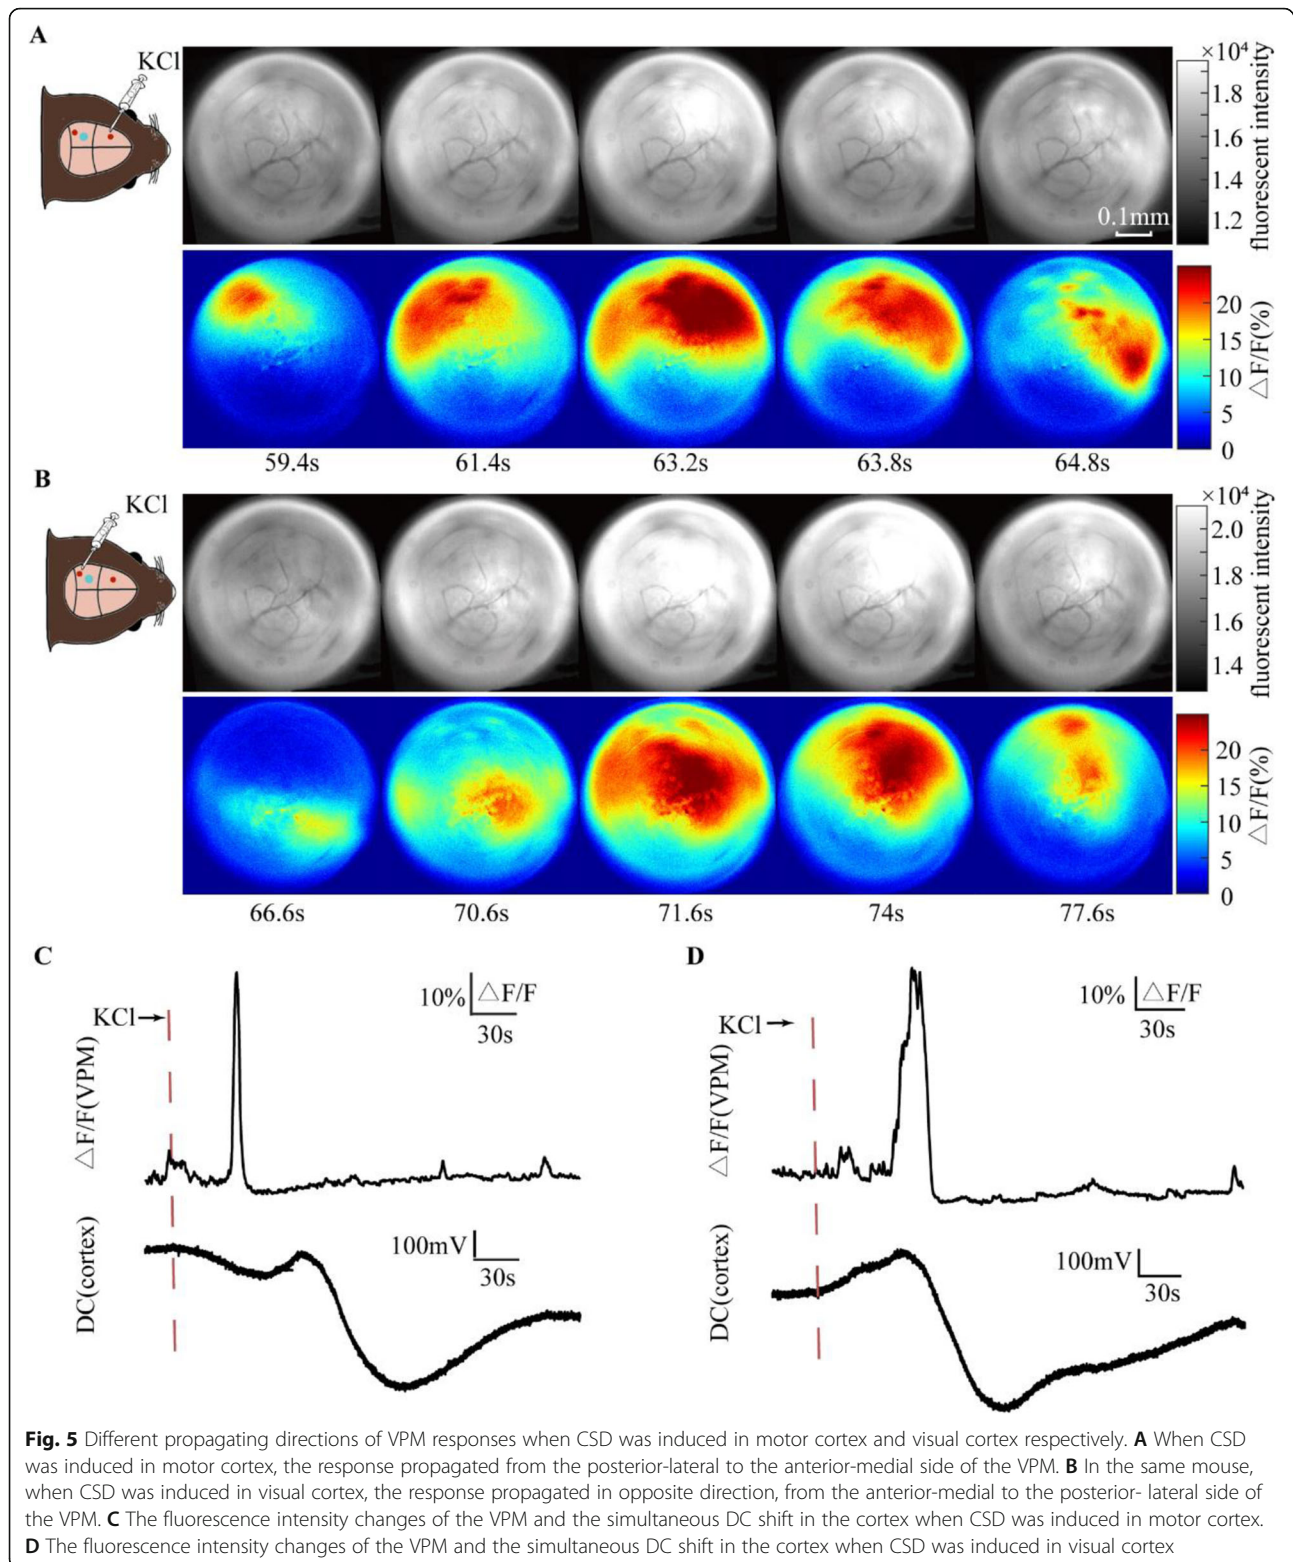 A
KCl
×10⁴
1.8
1.6
1.4
1.2
fluorescent intensity
0.1mm
20
15
10
5
0
△F/F(%)
59.4s 61.4s 63.2s 63.8s 64.8s
B
KCl
×10⁴
2.0
1.8
1.6
1.4
fluorescent intensity
20
15
10
5
0
△F/F(%)
66.6s 70.6s 71.6s 74s 77.6s
C
10% △F/F
30s
KCl→
△F/F(VPM)
100mV
30s
DC(cortex)
D
10% △F/F
30s
KCl→
△F/F(VPM)
100mV
30s
DC(cortex)
Fig. 5 Different propagating directions of VPM responses when CSD was induced in motor cortex and visual cortex respectively. A When CSD
was induced in motor cortex, the response propagated from the posterior-lateral to the anterior-medial side of the VPM. B In the same mouse,
when CSD was induced in visual cortex, the response propagated in opposite direction, from the anterior-medial to the posterior- lateral side of
the VPM. C The fluorescence intensity changes of the VPM and the simultaneous DC shift in the cortex when CSD was induced in motor cortex.
D The fluorescence intensity changes of the VPM and the simultaneous DC shift in the cortex when CSD was induced in visual cortex